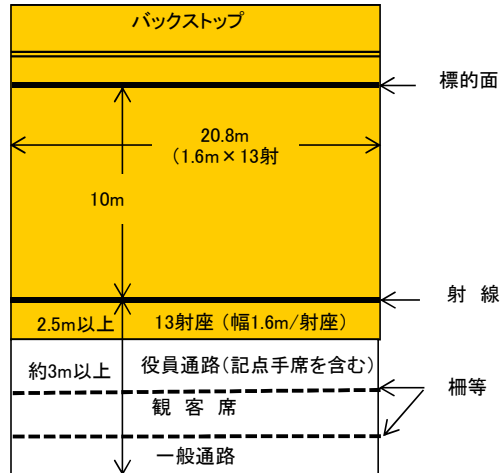 バックストップ
標的面
20.8m
(1.6m×13射
10m
射 線
2.5m以上
13射座（幅1.6m/射座）
約3m以上
役員通路(記点手席を含む)
柵等
観 客 席
一般通路